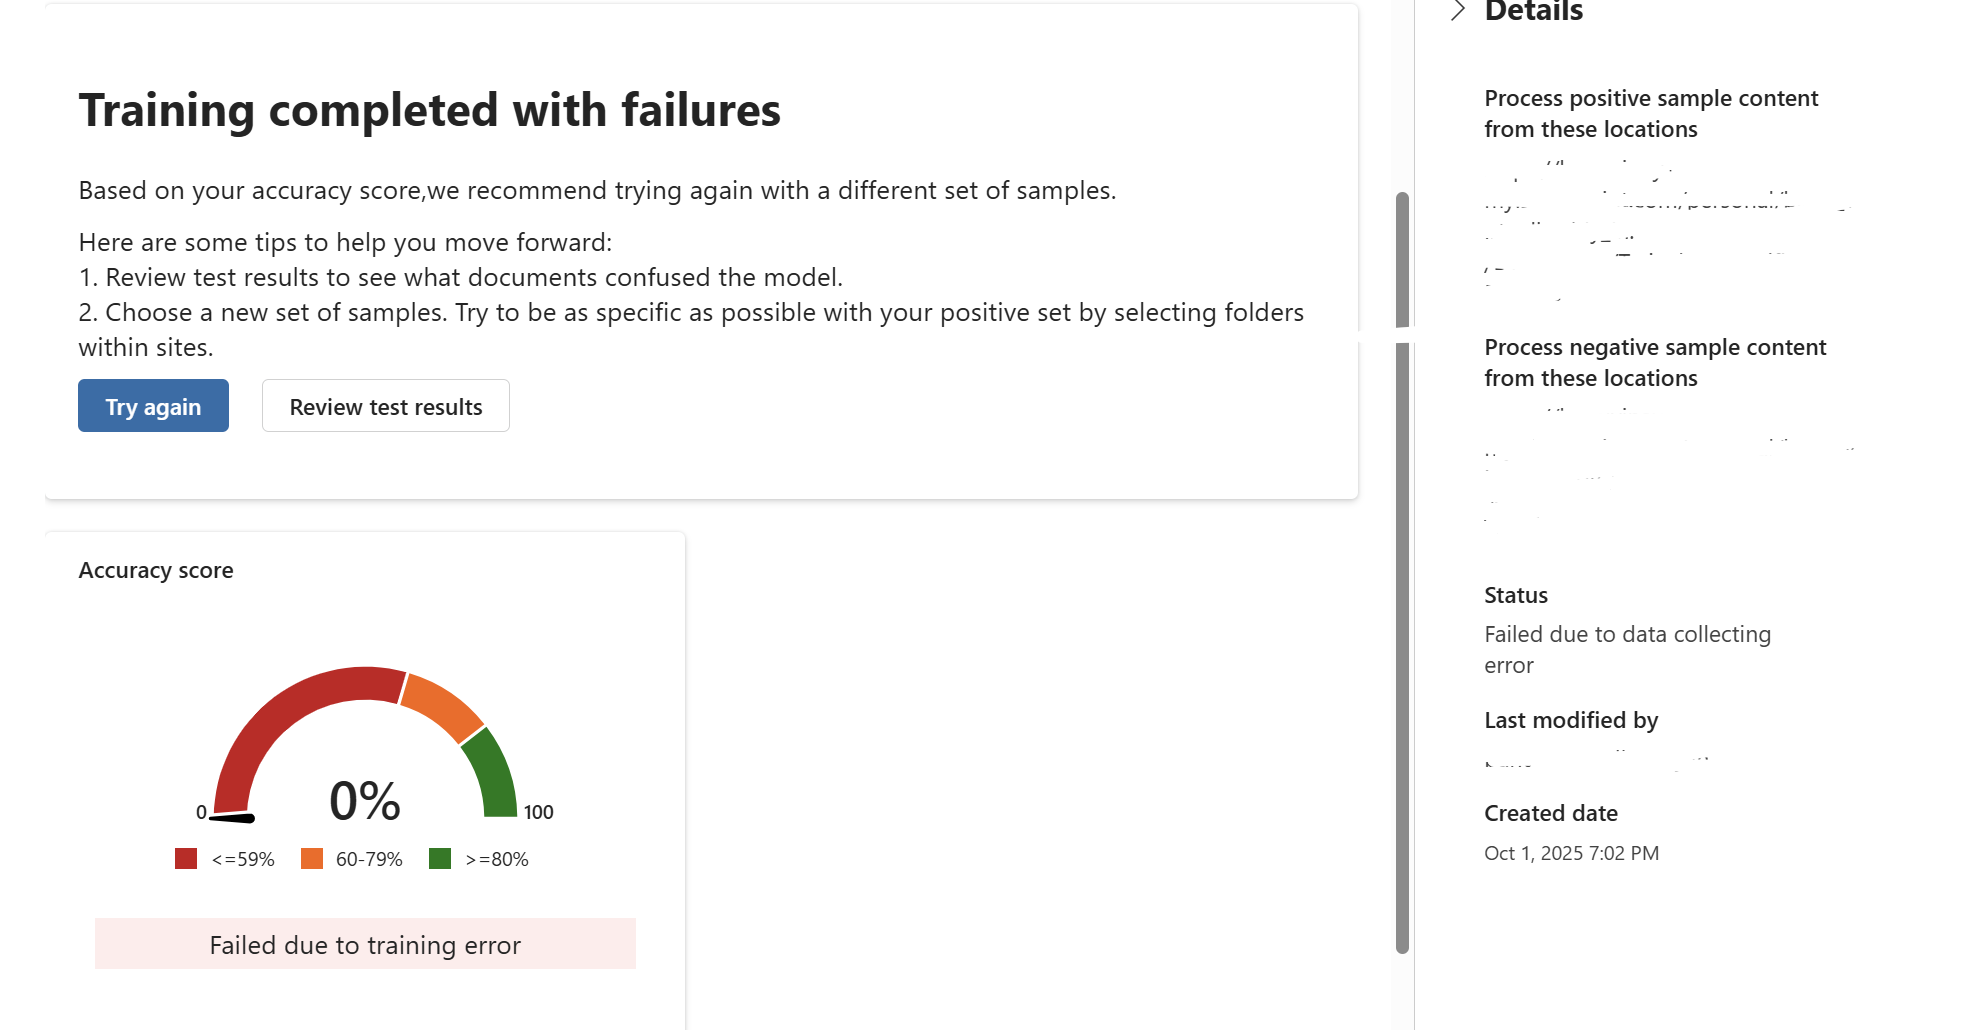 Training completed with failures
Based on your accuracy score,we recommend trying again with a different set of samples.
Here are some tips to help you move forward:
1. Review test results to see what documents confused the model.
2. Choose a new set of samples. Try to be as specific as possible with your positive set by selecting folders
within sites.
Try again
Review test results
Accuracy score
0
0%
100
<=59%
60-79%
>=80%
Failed due to training error
Details
Process positive sample content
from these locations
Process negative sample content
from these locations
Status
Failed due to data collecting
error
Last modified by
Created date
Oct 1, 2025 7:02 PM